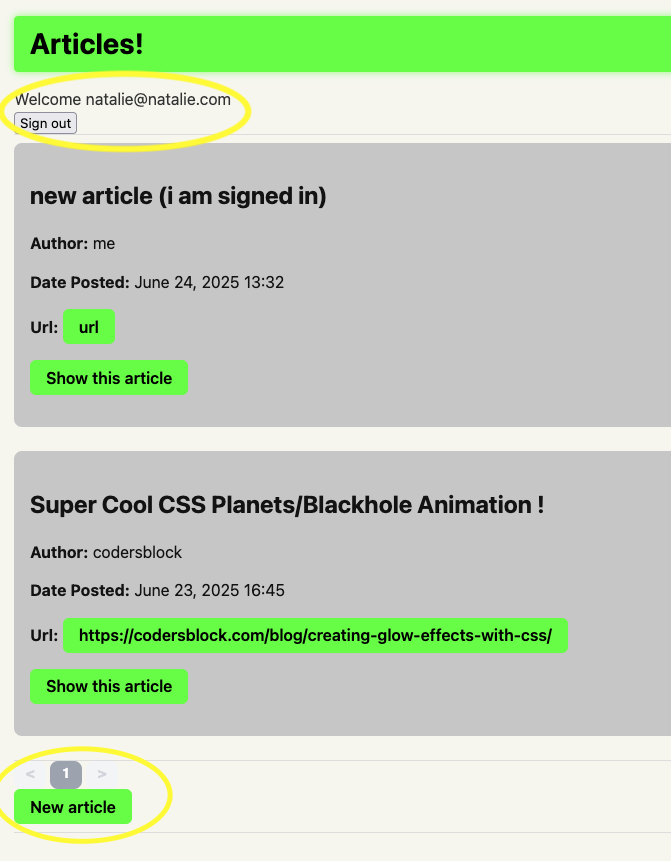 Articles!
Welcome natalie@natalie.com
Sign out
new article (i am signed in)
Author: me
Date Posted: June 24, 2025 13:32
Url: url
Show this article
Super Cool CSS Planets/Blackhole Animation !
Author: codersblock
Date Posted: June 23, 2025 16:45
Url: https://codersblock.com/blog/creating-glow-effects-with-css/
Show this article
< 1 >
New article